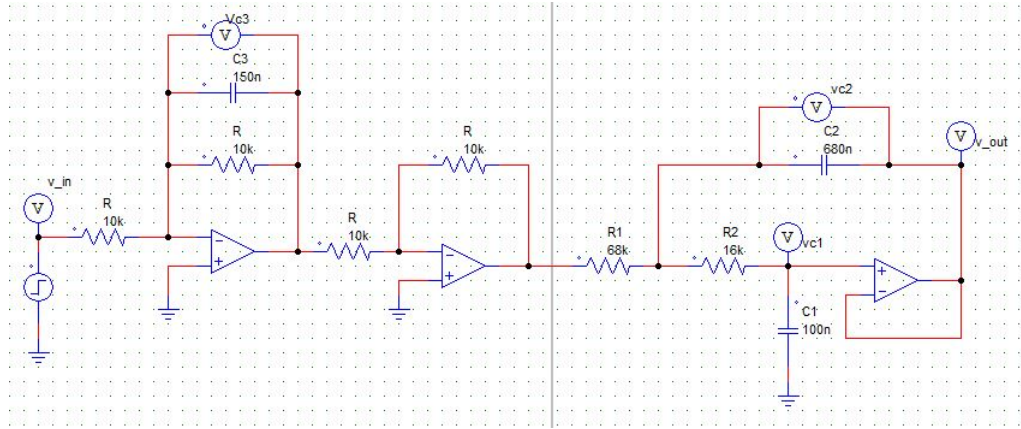 Vc3
V
C3
150n
R
10k
R
10k
vc2
V
C2
680n
V
v_out
v_in
V
R
10k
R
10k
R1
68k
R2
16k
V
vc1
C1
100n